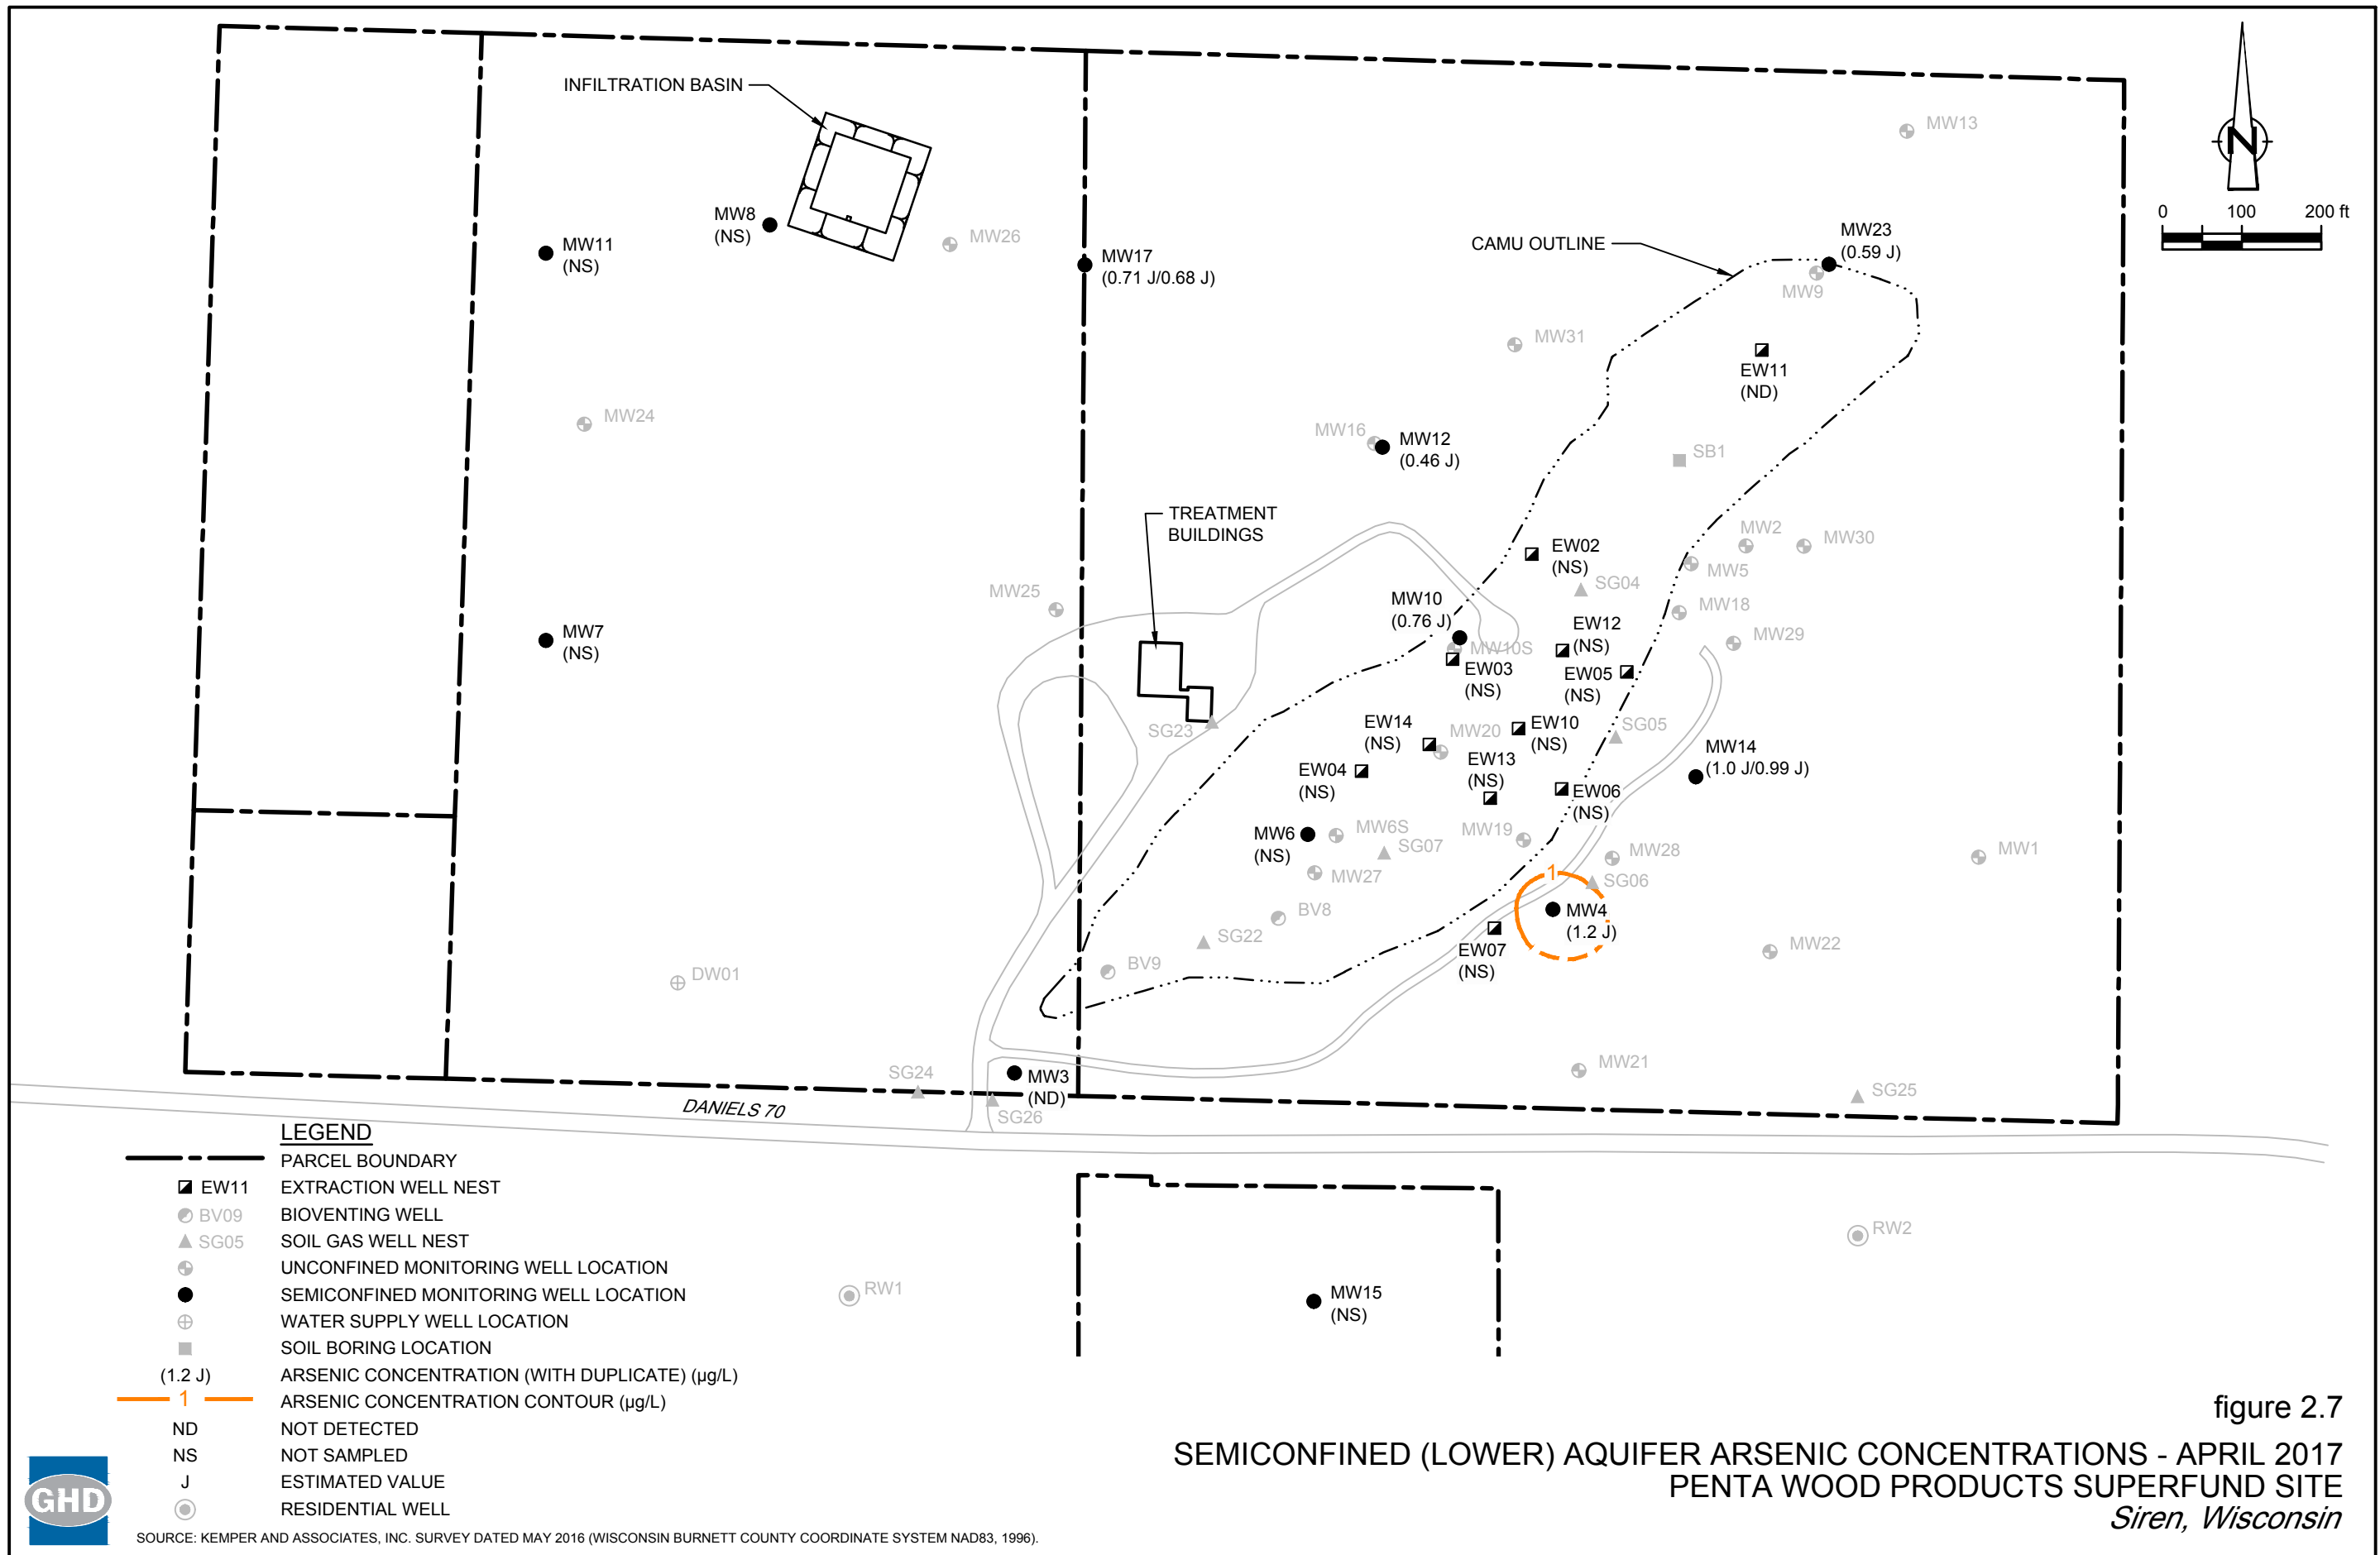 INFILTRATION BASIN
MW13
N
0 100 200 ft
MW8
(NS)
MW11
(NS)
MW26
MW17
(0.71 J/0.68 J)
CAMU OUTLINE
MW23
(0.59 J)
MW9
MW31
EW11
(ND)
MW24
MW16
MW12
(0.46 J)
SB1
TREATMENT
BUILDINGS
EW02
(NS)
MW2
MW30
MW5
SG04
MW25
MW10
(0.76 J)
MW18
MW7
(NS)
EW12
(NS)
MW29
MW10S
EW03
(NS)
EW05
(NS)
SG23
EW14
(NS)
MW20
EW10
(NS)
SG05
EW13
(NS)
MW14
(1.0 J/0.99 J)
EW04
(NS)
EW06
(NS)
MW6
(NS)
MW6S
MW19
SG07
MW28
MW1
MW27
1
SG06
BV8
MW4
(1.2 J)
SG22
EW07
(NS)
MW22
BV9
DW01
MW21
SG24
MW3
(ND)
SG26
SG25
DANIELS 70
RW2
RW1
MW15
(NS)
LEGEND
PARCEL BOUNDARY
EW11 EXTRACTION WELL NEST
BV09 BIOVENTING WELL
SG05 SOIL GAS WELL NEST
UNCONFINED MONITORING WELL LOCATION
SEMICONFINED MONITORING WELL LOCATION
WATER SUPPLY WELL LOCATION
SOIL BORING LOCATION
(1.2 J) ARSENIC CONCENTRATION (WITH DUPLICATE) (µg/L)
1 ARSENIC CONCENTRATION CONTOUR (µg/L)
ND NOT DETECTED
NS NOT SAMPLED
J ESTIMATED VALUE
RESIDENTIAL WELL
GHD
SOURCE: KEMPER AND ASSOCIATES, INC. SURVEY DATED MAY 2016 (WISCONSIN BURNETT COUNTY COORDINATE SYSTEM NAD83, 1996).
figure 2.7
SEMICONFINED (LOWER) AQUIFER ARSENIC CONCENTRATIONS - APRIL 2017
PENTA WOOD PRODUCTS SUPERFUND SITE
Siren, Wisconsin